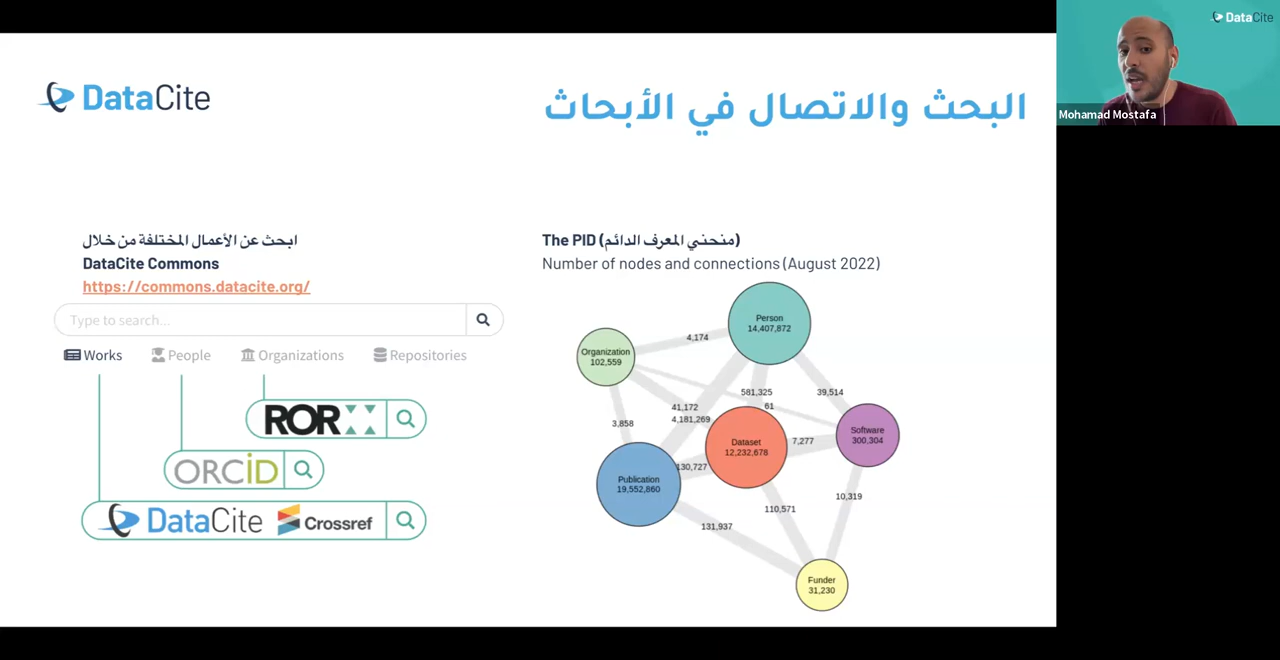 DataCite
البحث والاتصال في الأبحاث
DataCite
Mohamad Mostafa
ابحث عن الأعمال المختلفة من خلال
DataCite Commons
https://commons.datacite.org/
Type to search...
Works People Organizations Repositories
ROR
ORCID
DataCite Crossref
The PID (منحني المعرف الدائم)
Number of nodes and connections (August 2022)
Person
14,407,872
Organization
102,559
4,174
581,325
39,514
41,172
61
4,181,269
3,858
Software
300,304
Dataset
12,232,678
7,277
130,727
Publication
19,552,860
10,319
110,571
131,937
Funder
31,230